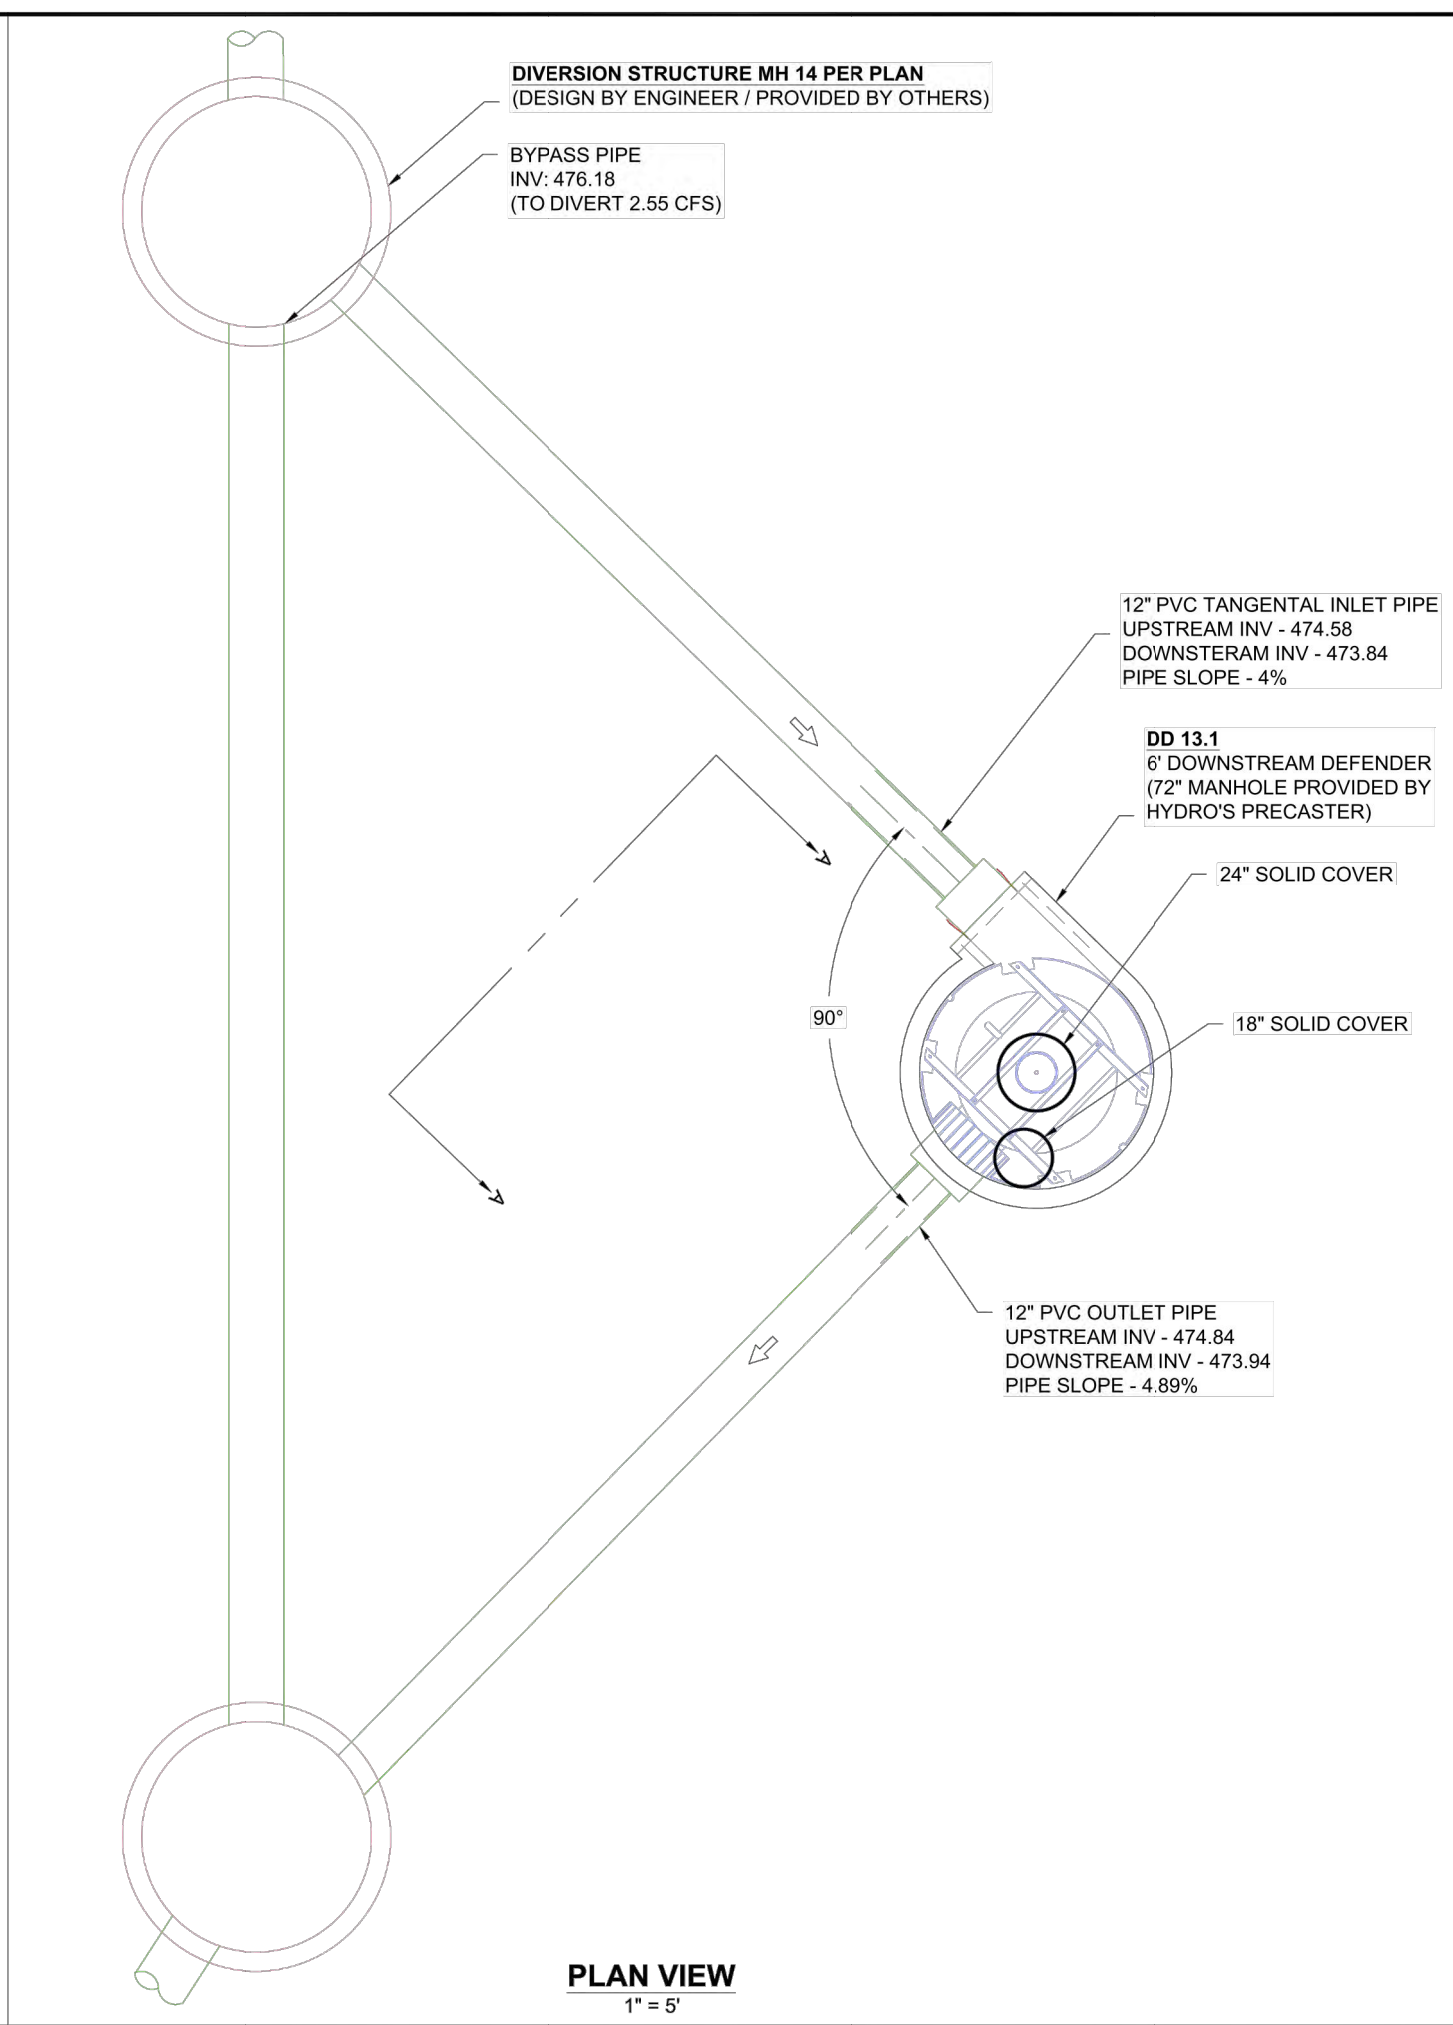 DIVERSION STRUCTURE MH 14 PER PLAN
(DESIGN BY ENGINEER / PROVIDED BY OTHERS)
BYPASS PIPE
INV: 476.18
(TO DIVERT 2.55 CFS)
12" PVC TANGENTAL INLET PIPE
UPSTREAM INV - 474.58
DOWNSTERAM INV - 473.84
PIPE SLOPE - 4%
DD 13.1
6' DOWNSTREAM DEFENDER
(72" MANHOLE PROVIDED BY
HYDRO'S PRECASTER)
A
24" SOLID COVER
90°
18" SOLID COVER
A
12" PVC OUTLET PIPE
UPSTREAM INV - 474.84
DOWNSTREAM INV - 473.94
PIPE SLOPE - 4.89%
PLAN VIEW
1" = 5'